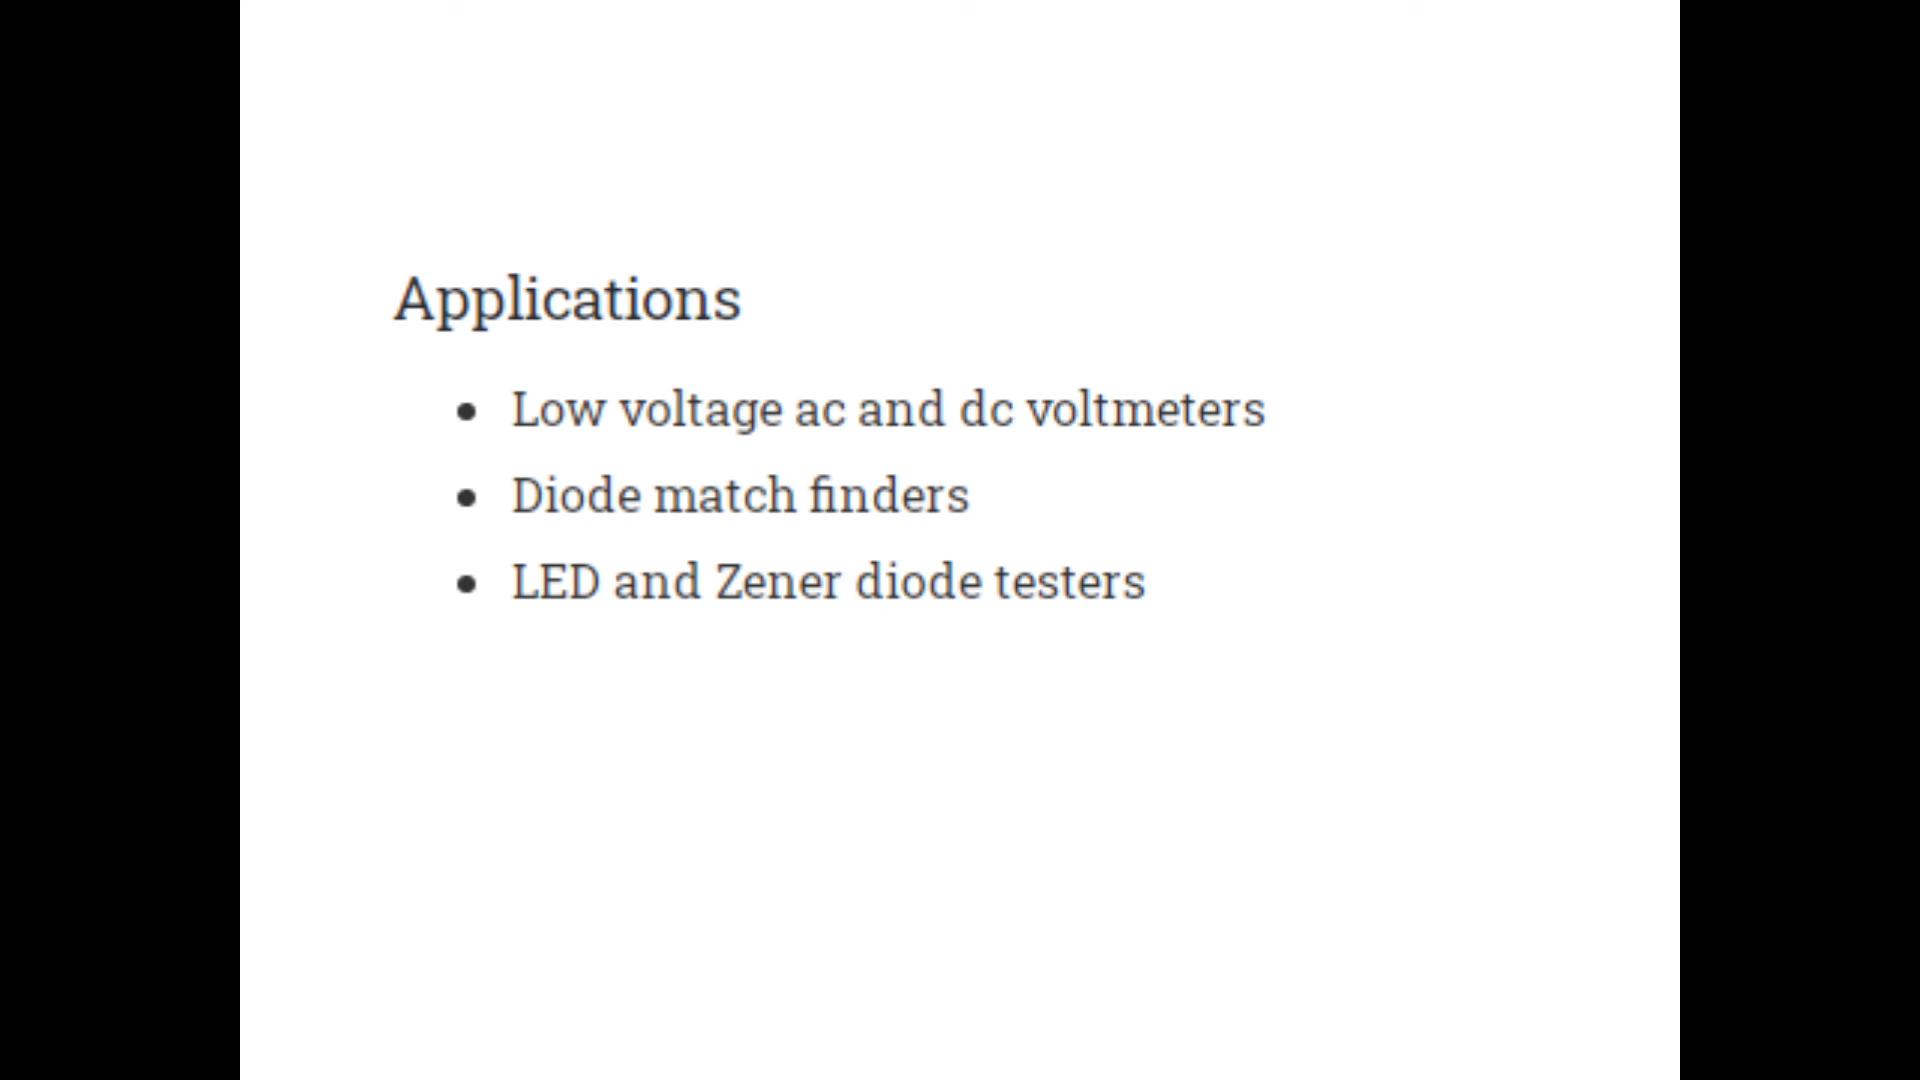 Applications
• Low voltage ac and dc voltmeters
• Diode match finders
• LED and Zener diode testers